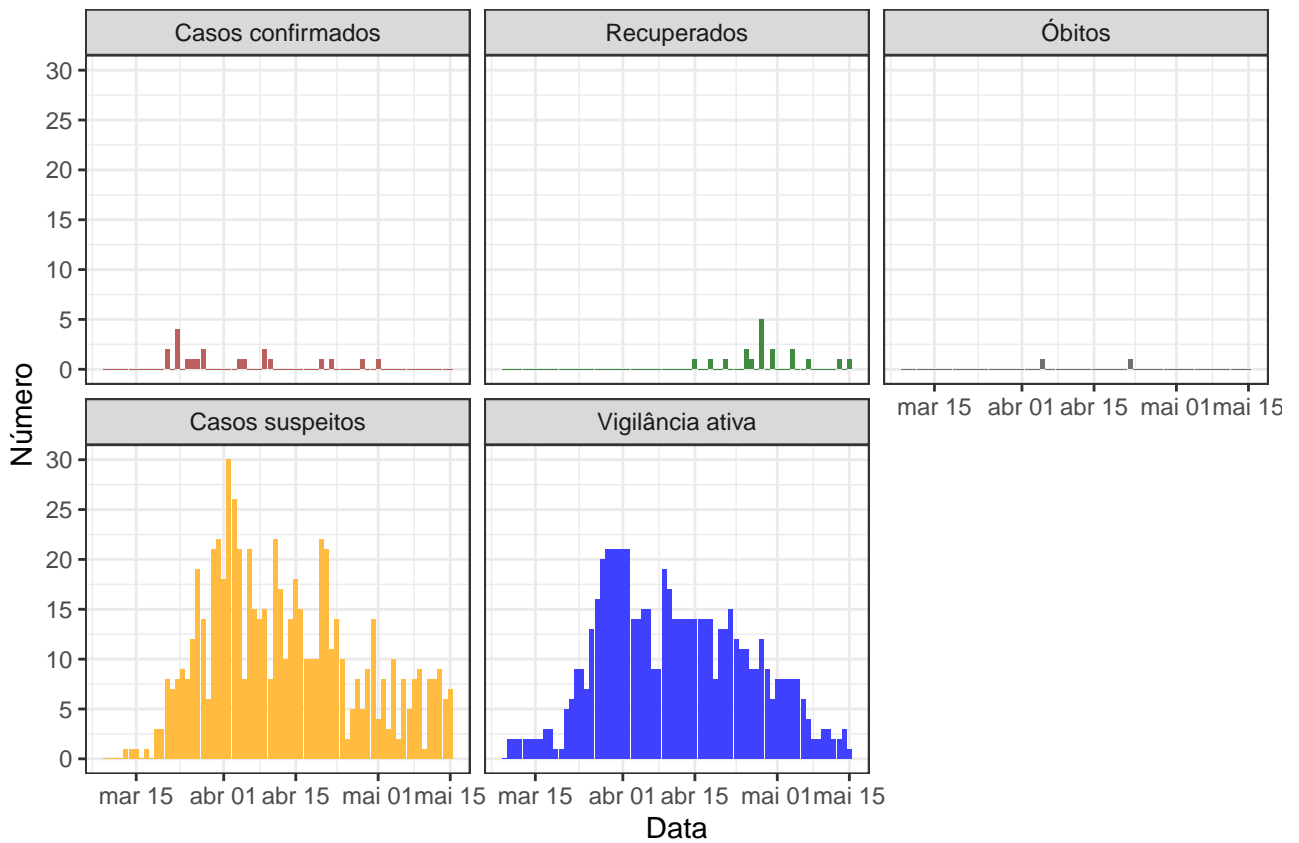 Casos confirmados
Recuperados
Óbitos
30
25
20
15
10
5
0
mar 15 abr 01 abr 15 mai 01 mai 15
Casos suspeitos
Vigilância ativa
30
25
20
15
10
5
0
mar 15 abr 01 abr 15 mai 01 mai 15
mar 15 abr 01 abr 15 mai 01 mai 15
Número
Data